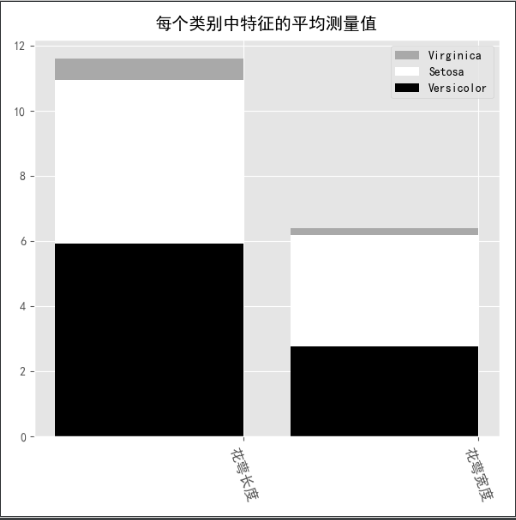 每个类别中特征的平均测量值
12
10
8
6
4
2
0
Virginica
Setosa
Versicolor
花萼长度
花萼宽度